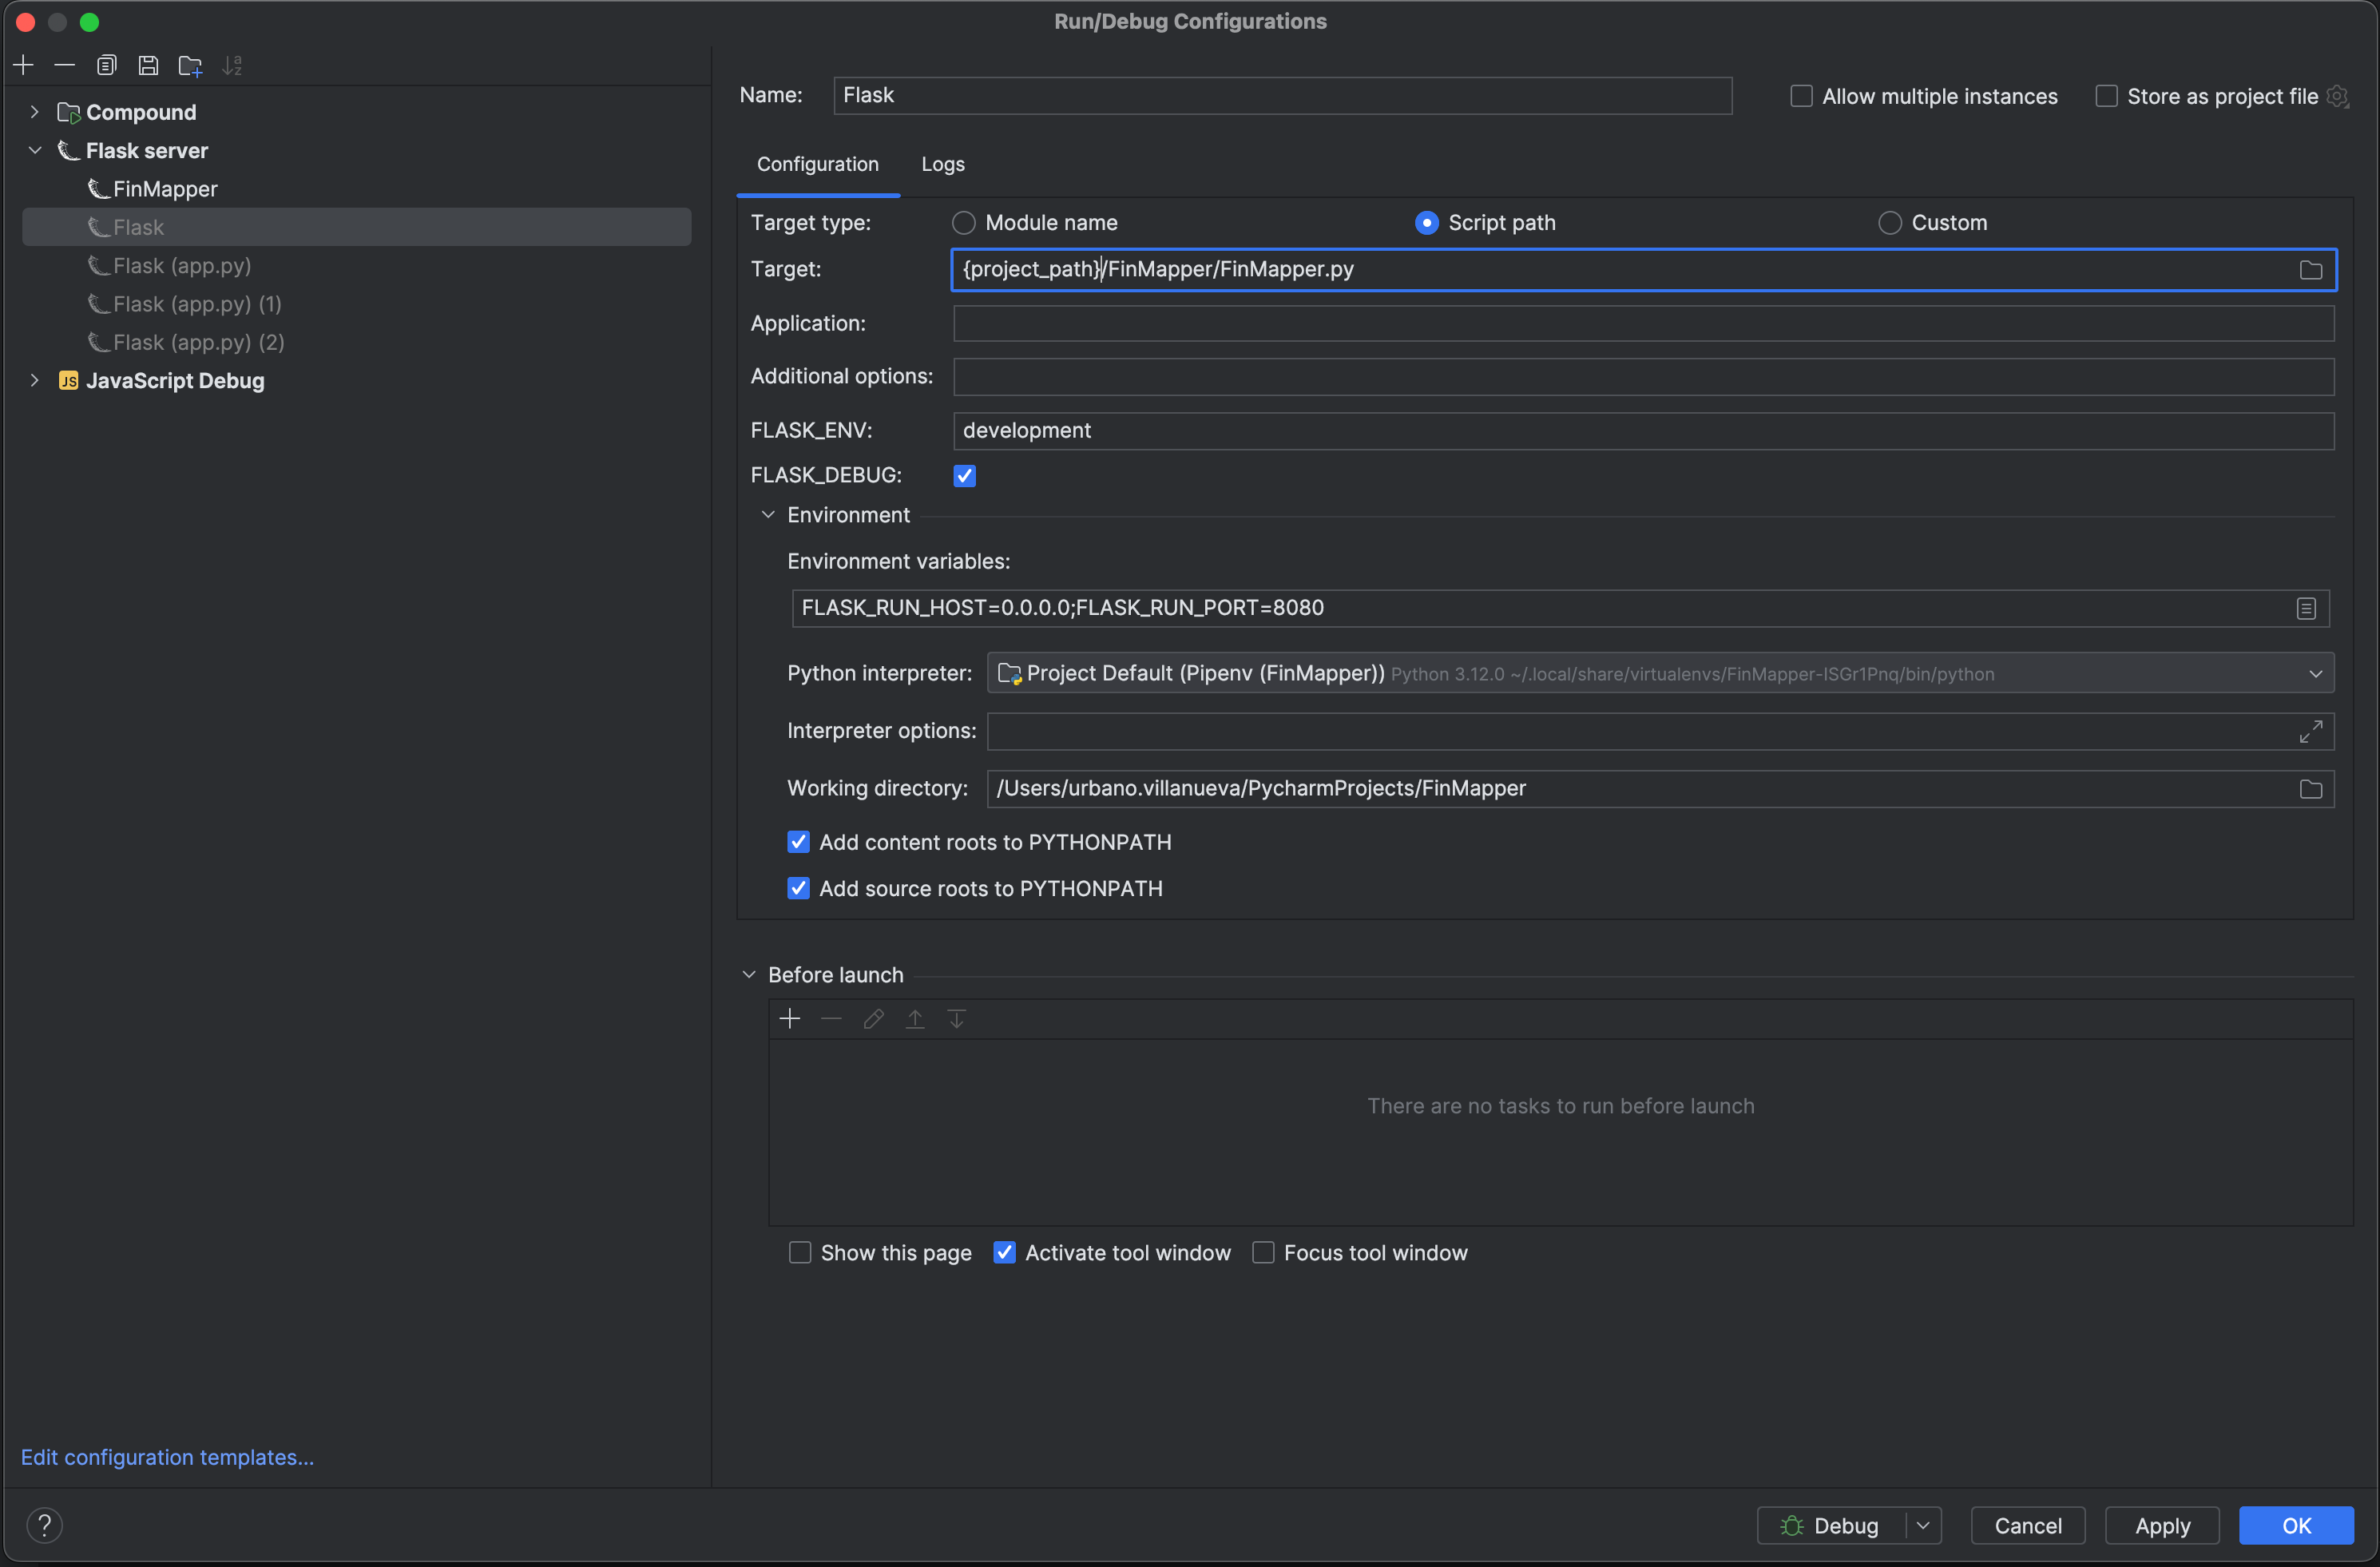 Run/Debug Configurations
Compound
Flask server
FinMapper
Flask
Flask (app.py)
Flask (app.py) (1)
Flask (app.py) (2)
JS JavaScript Debug
Edit configuration templates...
Name: Flask
Allow multiple instances
Store as project file
Configuration Logs
Target type: Module name Script path Custom
Target: {project_path}/FinMapper/FinMapper.py
Application:
Additional options:
FLASK_ENV: development
FLASK_DEBUG:
Environment
Environment variables:
FLASK_RUN_HOST=0.0.0.0;FLASK_RUN_PORT=8080
Python interpreter: Project Default (Pipenv (FinMapper)) Python 3.12.0 ~/.local/share/virtualenvs/FinMapper-ISGr1Pnq/bin/python
Interpreter options:
Working directory: /Users/urbano.villanueva/PycharmProjects/FinMapper
Add content roots to PYTHONPATH
Add source roots to PYTHONPATH
Before launch
There are no tasks to run before launch
Show this page Activate tool window Focus tool window
? Debug Cancel Apply OK